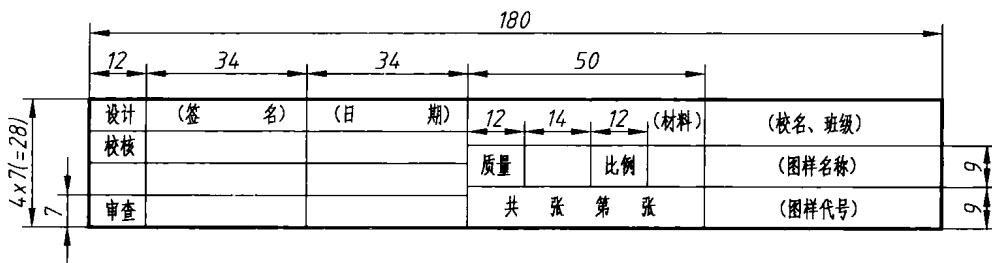 180
12 34 34 50
设计 (签 名) (日 期) 12 14 12 (材料) (校名、班级)
校核
质量 比例 (图样名称) 9
4×7(=28)
7 审查 共 张 第 张 (图样代号) 9